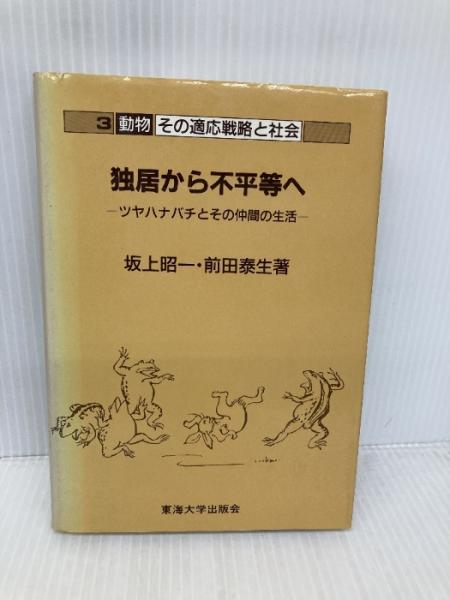 3 動物 その適応戦略と社会
独居から不平等へ
―ツヤハナバチとその仲間の生活―
坂上昭一・前田泰生著
東海大学出版会